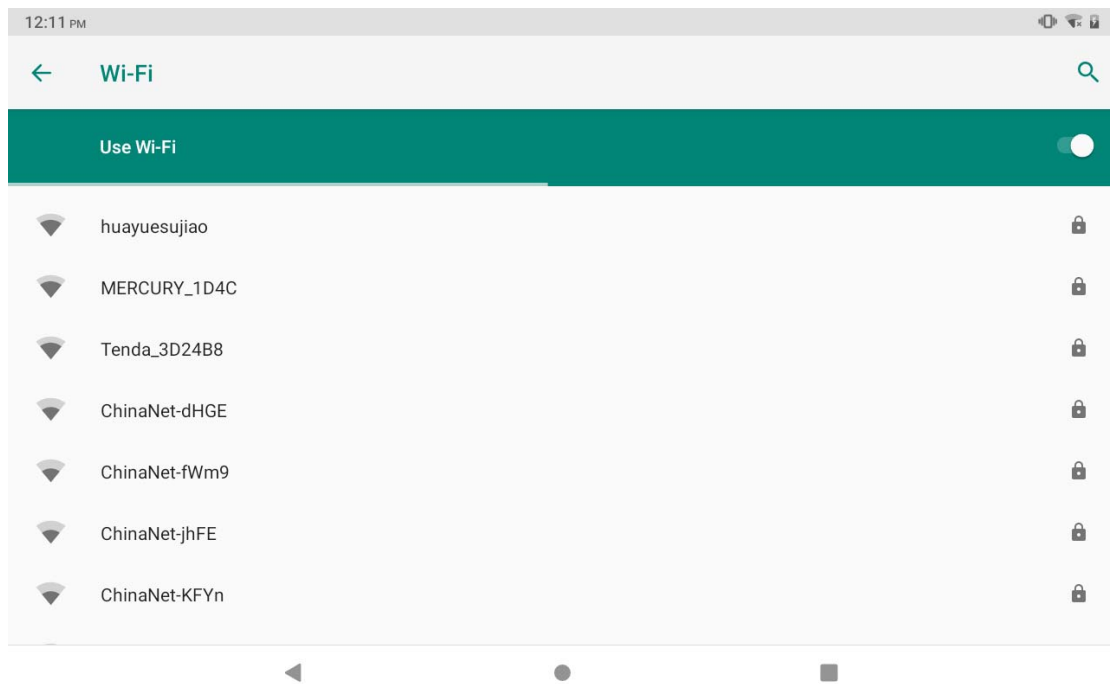 12:11 PM
Wi-Fi
Use Wi-Fi
huayuesujiao
MERCURY_1D4C
Tenda_3D24B8
ChinaNet-dHGE
ChinaNet-fWm9
ChinaNet-jhFE
ChinaNet-KFYn